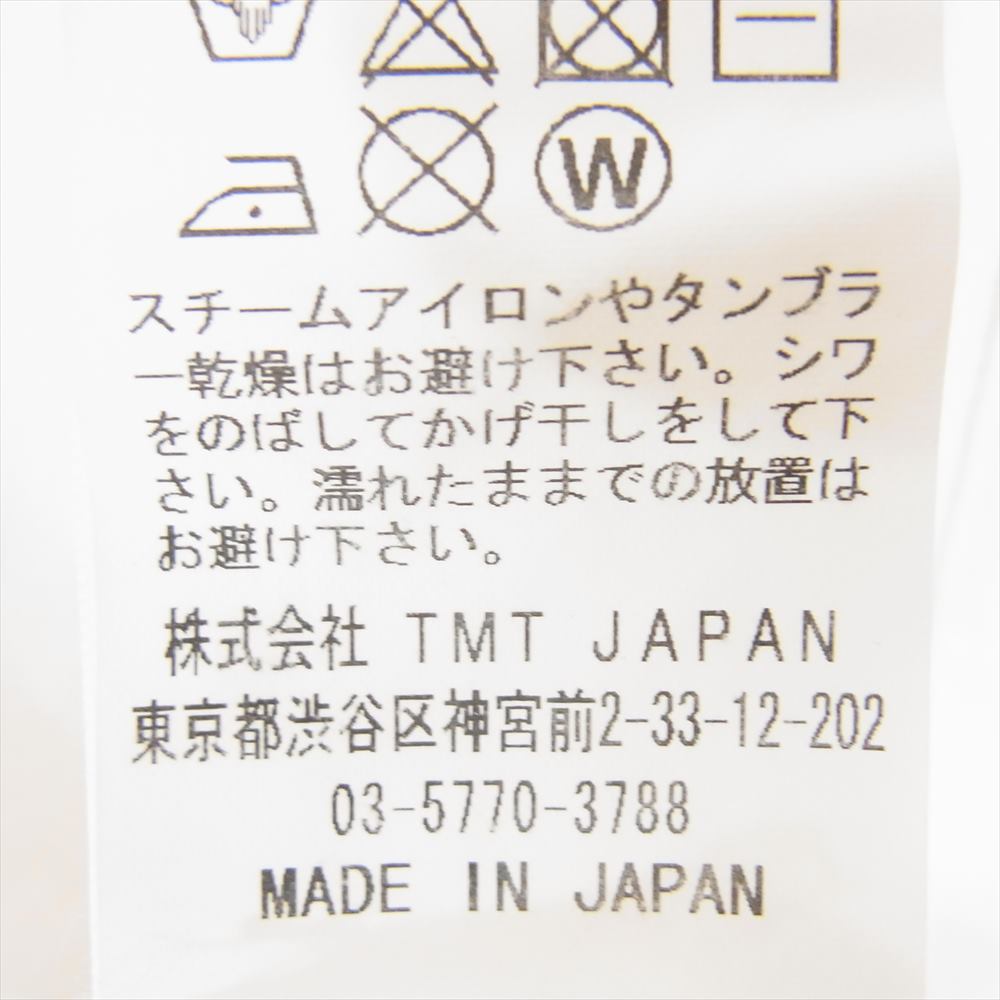 W
スチームアイロンやタンブラ
ー乾燥はお避け下さい。シワ
をのばしてかげ干しをして下
さい。濡れたままでの放置は
お避け下さい。
株式会社 TMT JAPAN
東京都渋谷区神宮前2-33-12-202
03-5770-3788
MADE IN JAPAN